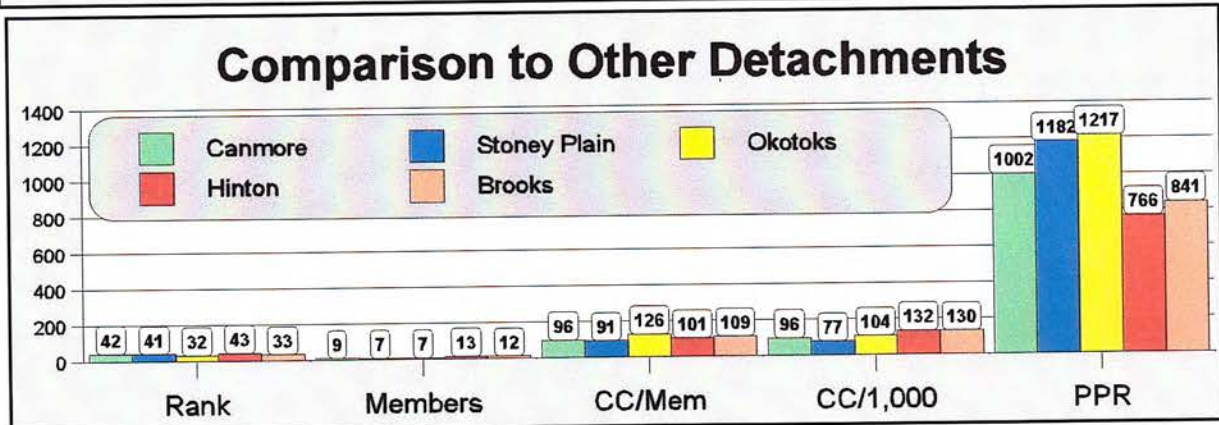 Comparison to Other Detachments
1400
1200
1000
800
600
400
200
0
Canmore Stoney Plain Okotoks
Hinton Brooks
42 41 32 43 33
9 7 7 13 12
96 91 126 101 109
96 77 104 132 130
1002 1182 1217 766 841
Rank Members CC/Mem CC/1,000 PPR